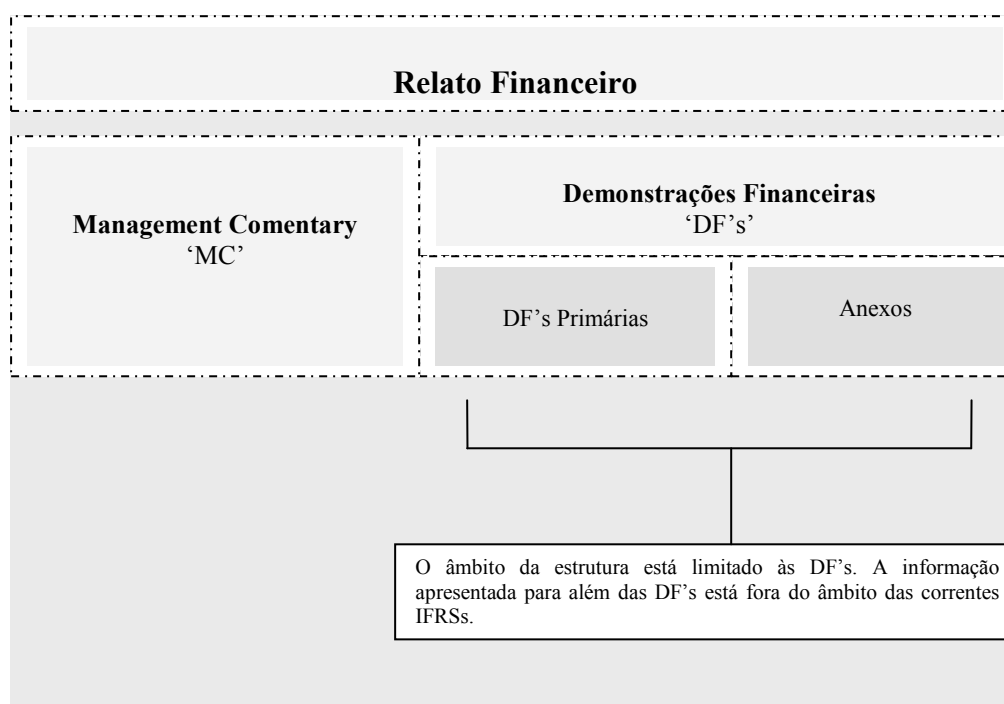 Relato Financeiro
Management Comentary
‘MC’
Demonstrações Financeiras
‘DF’s’
DF’s Primárias
Anexos
O âmbito da estrutura está limitado às DF’s. A informação
apresentada para além das DF’s está fora do âmbito das correntes
IFRSs.